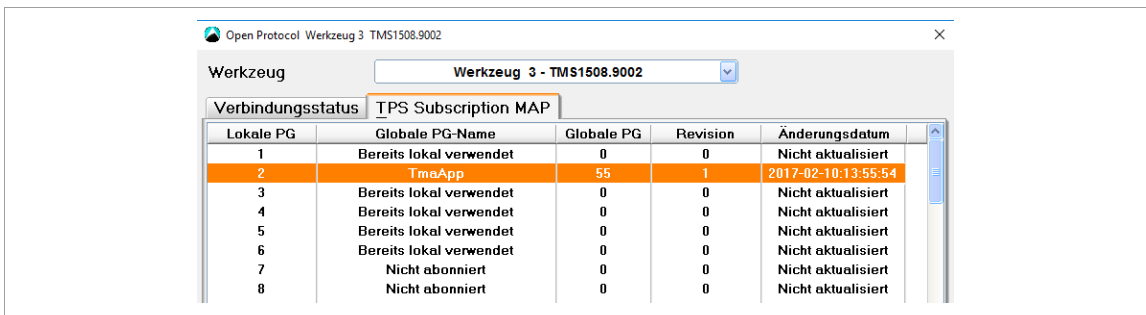 Open Protocol Werkzeug 3 TMS1508.9002
Werkzeug Werkzeug 3 - TMS1508.9002
Verbindungsstatus TPS Subscription MAP
Lokale PG Globale PG-Name Globale PG Revision Änderungsdatum
1 Bereits lokal verwendet 0 0 Nicht aktualisiert
2 TmaApp 55 1 2017-02-10:13:55:54
3 Bereits lokal verwendet 0 0 Nicht aktualisiert
4 Bereits lokal verwendet 0 0 Nicht aktualisiert
5 Bereits lokal verwendet 0 0 Nicht aktualisiert
6 Bereits lokal verwendet 0 0 Nicht aktualisiert
7 Nicht abonniert 0 0 Nicht aktualisiert
8 Nicht abonniert 0 0 Nicht aktualisiert